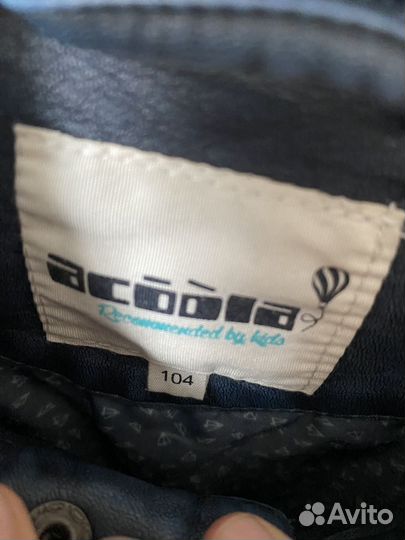 acoola
Recommended by kids
104
Avito